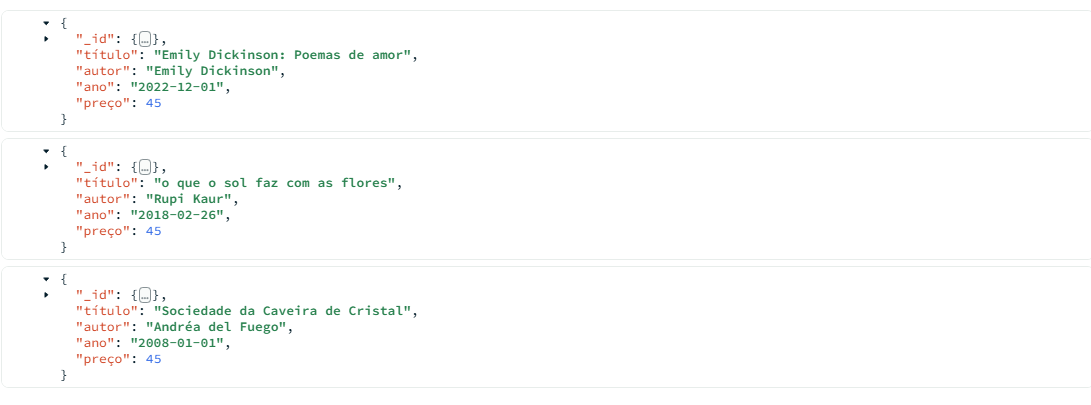 {
"_id": {…},
"título": "Emily Dickinson: Poemas de amor",
"autor": "Emily Dickinson",
"ano": "2022-12-01",
"preço": 45
}
{
"_id": {…},
"título": "o que o sol faz com as flores",
"autor": "Rupi Kaur",
"ano": "2018-02-26",
"preço": 45
}
{
"_id": {…},
"título": "Sociedade da Caveira de Cristal",
"autor": "Andréa del Fuego",
"ano": "2008-01-01",
"preço": 45
}